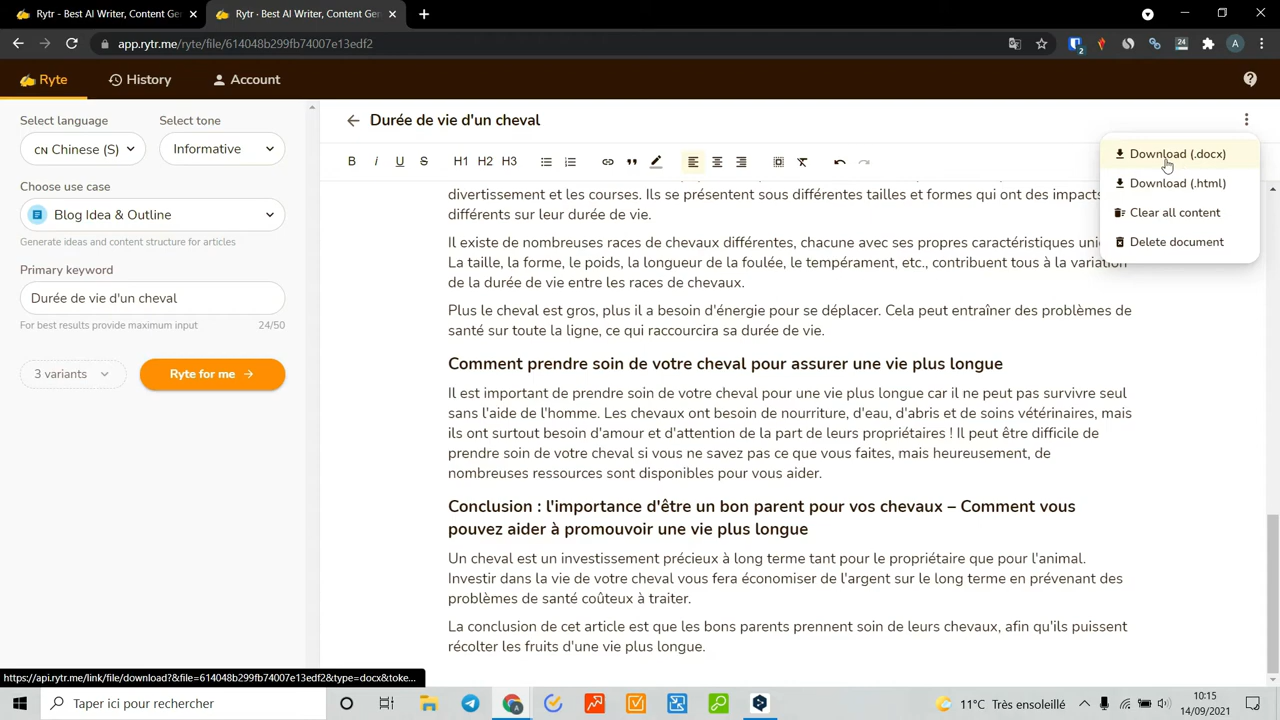 Rytr - Best AI Writer, Content Ger
Rytr · Best AI Writer, Content Ger
app.rytr.me/ryte/file/614048b299fb74007e13edf2
2
24
A
Ryte
History
Account
Select language
Select tone
CN Chinese (S)
Informative
Choose use case
Blog Idea & Outline
Generate ideas and content structure for articles
Primary keyword
Durée de vie d'un cheval
For best results provide maximum input
24/50
3 variants
Ryte for me
Durée de vie d'un cheval
B i U S H1 H2 H3
Download (.docx)
Download (.html)
Clear all content
Delete document
divertissement et les courses. Ils se présentent sous différentes tailles et formes qui ont des impacts
différents sur leur durée de vie.
Il existe de nombreuses races de chevaux différentes, chacune avec ses propres caractéristiques
La taille, la forme, le poids, la longueur de la foulée, le tempérament, etc., contribuent tous à la variation
de la durée de vie entre les races de chevaux.
Plus le cheval est gros, plus il a besoin d'énergie pour se déplacer. Cela peut entraîner des problèmes de
santé sur toute la ligne, ce qui raccourcira sa durée de vie.
Comment prendre soin de votre cheval pour assurer une vie plus longue
Il est important de prendre soin de votre cheval pour une vie plus longue car il ne peut pas survivre seul
sans l'aide de l'homme. Les chevaux ont besoin de nourriture, d'eau, d'abris et de soins vétérinaires, mais
ils ont surtout besoin d'amour et d'attention de la part de leurs propriétaires ! Il peut être difficile de
prendre soin de votre cheval si vous ne savez pas ce que vous faites, mais heureusement, de
nombreuses ressources sont disponibles pour vous aider.
Conclusion : l'importance d'être un bon parent pour vos chevaux – Comment vous
pouvez aider à promouvoir une vie plus longue
Un cheval est un investissement précieux à long terme tant pour le propriétaire que pour l'animal.
Investir dans la vie de votre cheval vous fera économiser de l'argent sur le long terme en prévenant des
problèmes de santé coûteux à traiter.
La conclusion de cet article est que les bons parents prennent soin de leurs chevaux, afin qu'ils puissent
récolter les fruits d'une vie plus longue.
https://api.rytr.me/link/file/download?&file=614048b299fb74007e13edf2&type=docx&toke...
Taper ici pour rechercher
11°C Très ensoleillé
10:15
14/09/2021